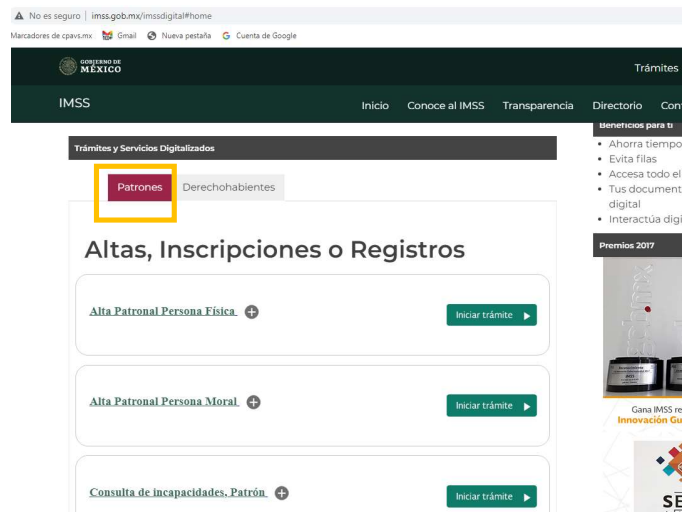 No es seguro | imss.gob.mx/imssdigital#home
Marcadores de cpavs.mx Gmail Nueva pestaña Cuenta de Google
GOBIERNO DE
MÉXICO
Trámites
IMSS Inicio Conoce al IMSS Transparencia Directorio
Trámites y Servicios Digitalizados
Patrones Derechohabientes
Altas, Inscripciones o Registros
Alta Patronal Persona Física
Iniciar trámite
Alta Patronal Persona Moral
Iniciar trámite
Consulta de incapacidades, Patrón
Iniciar trámite
Beneficios para ti
Ahorra tiempo
Evita filas
Accesa todo el
Tus document
digital
Interactúa digi
Premios 2017
Gana IMSS re
Innovación Gu